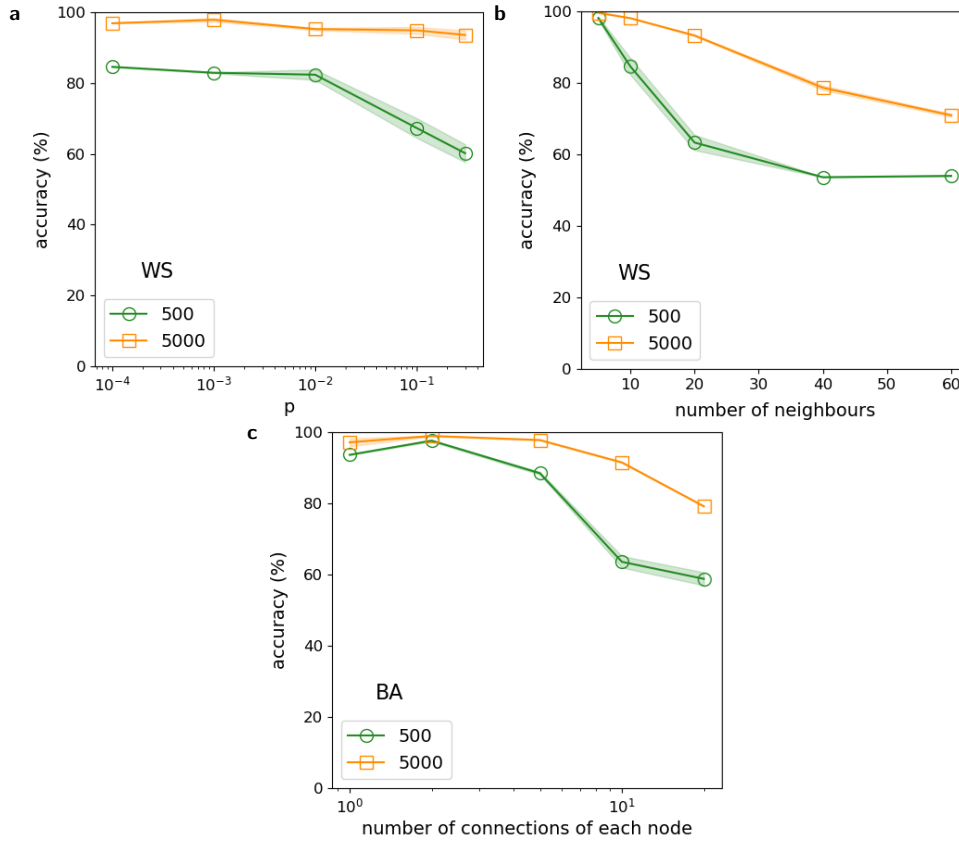 a
100
80
60
40
20
0
accuracy (%)
WS
500
5000
10⁻⁴ 10⁻³ 10⁻² 10⁻¹
p
b
100
80
60
40
20
0
accuracy (%)
WS
500
5000
10 20 30 40 50 60
number of neighbours
c
100
80
60
40
20
0
accuracy (%)
BA
500
5000
10⁰ 10¹
number of connections of each node